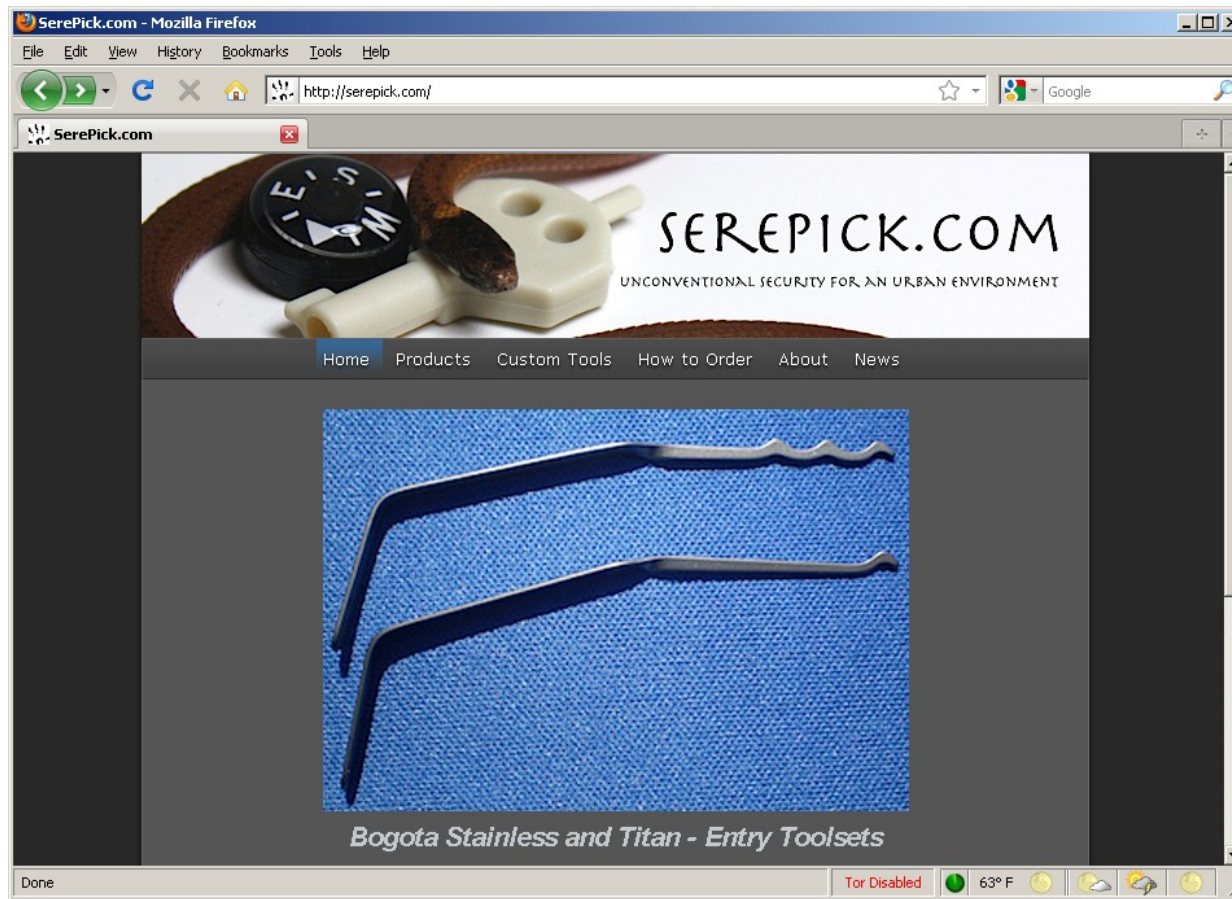 SerePick.com - Mozilla Firefox
File Edit View History Bookmarks Tools Help
http://serepick.com/
Google
SerePick.com
E S W
SEREPICK.COM
UNCONVENTIONAL SECURITY FOR AN URBAN ENVIRONMENT
Home Products Custom Tools How to Order About News
Bogota Stainless and Titan - Entry Toolsets
Done
Tor Disabled
63° F